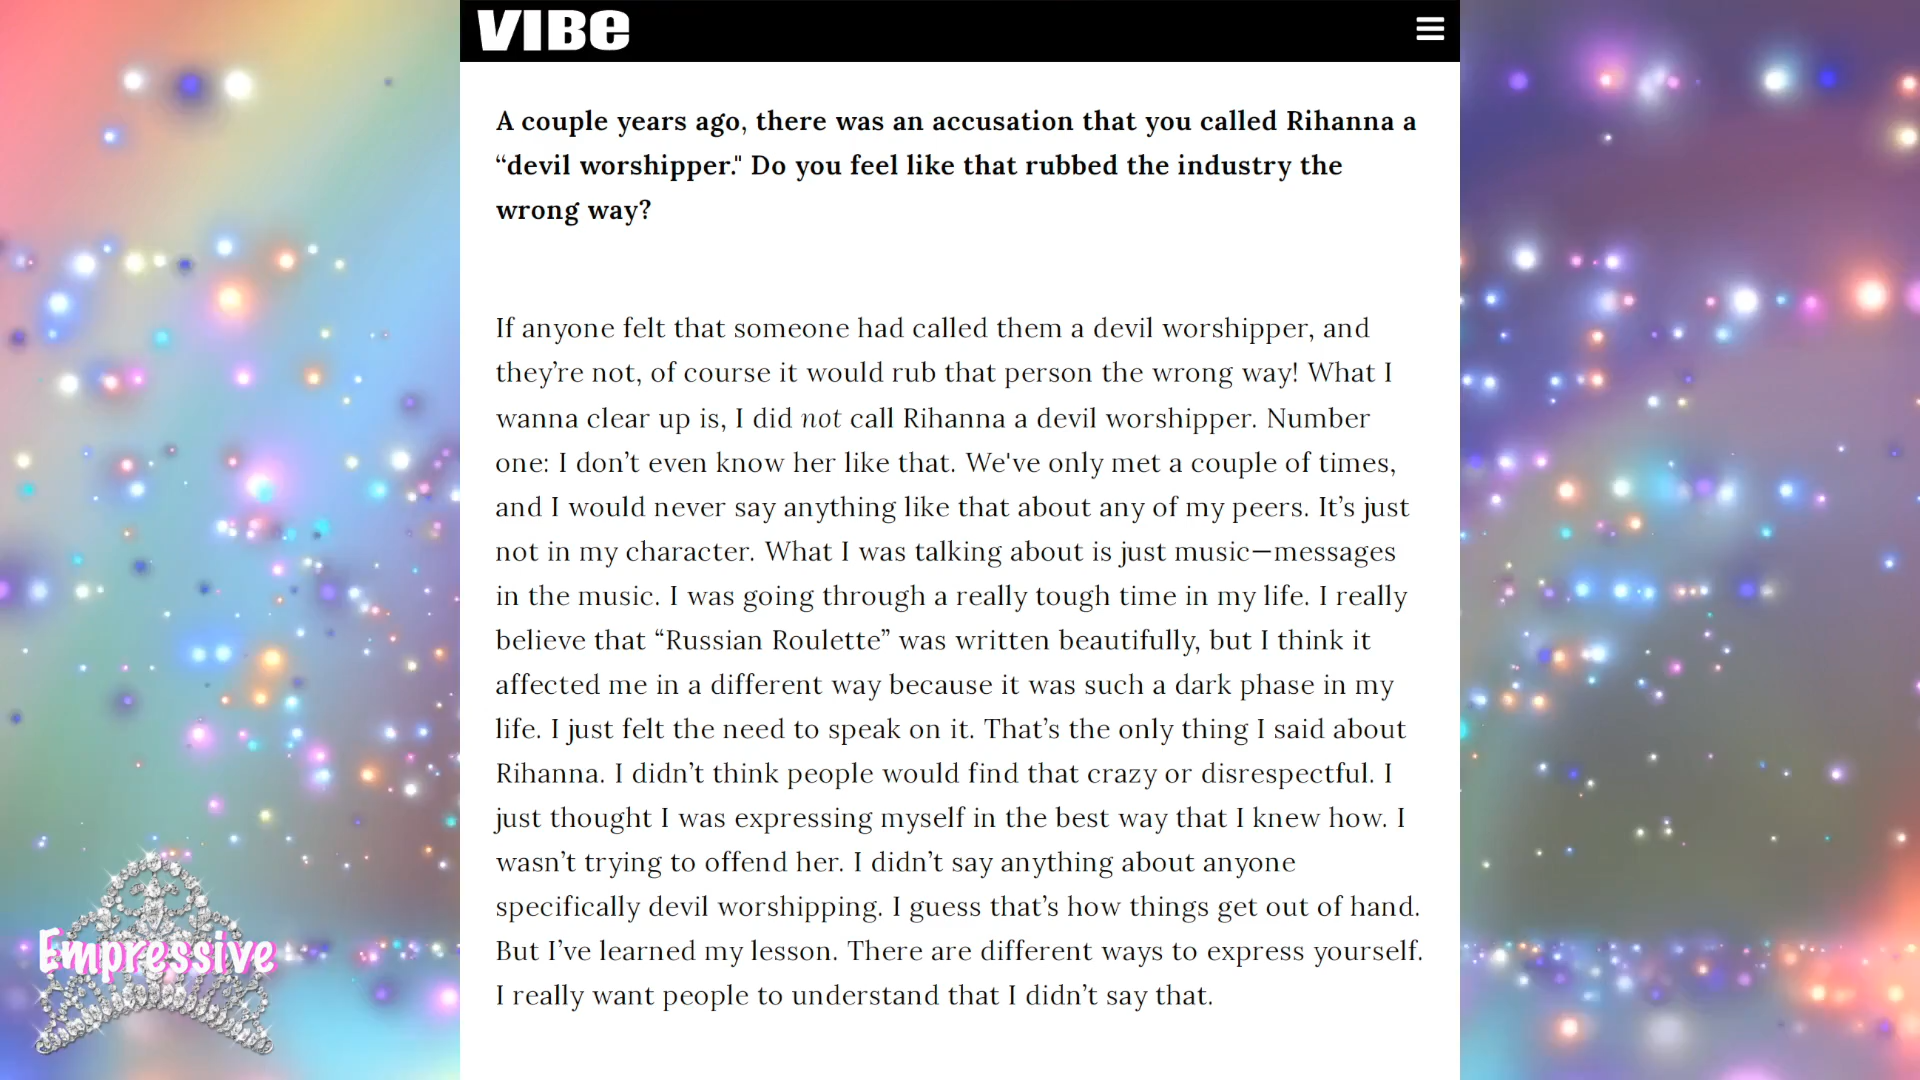 VIBE
A couple years ago, there was an accusation that you called Rihanna a
“devil worshipper." Do you feel like that rubbed the industry the
wrong way?
If anyone felt that someone had called them a devil worshipper, and
they’re not, of course it would rub that person the wrong way! What I
wanna clear up is, I did not call Rihanna a devil worshipper. Number
one: I don’t even know her like that. We've only met a couple of times,
and I would never say anything like that about any of my peers. It’s just
not in my character. What I was talking about is just music—messages
in the music. I was going through a really tough time in my life. I really
believe that “Russian Roulette” was written beautifully, but I think it
affected me in a different way because it was such a dark phase in my
life. I just felt the need to speak on it. That’s the only thing I said about
Rihanna. I didn’t think people would find that crazy or disrespectful. I
just thought I was expressing myself in the best way that I knew how. I
wasn’t trying to offend her. I didn’t say anything about anyone
specifically devil worshipping. I guess that’s how things get out of hand.
But I’ve learned my lesson. There are different ways to express yourself.
I really want people to understand that I didn’t say that.
Empressive